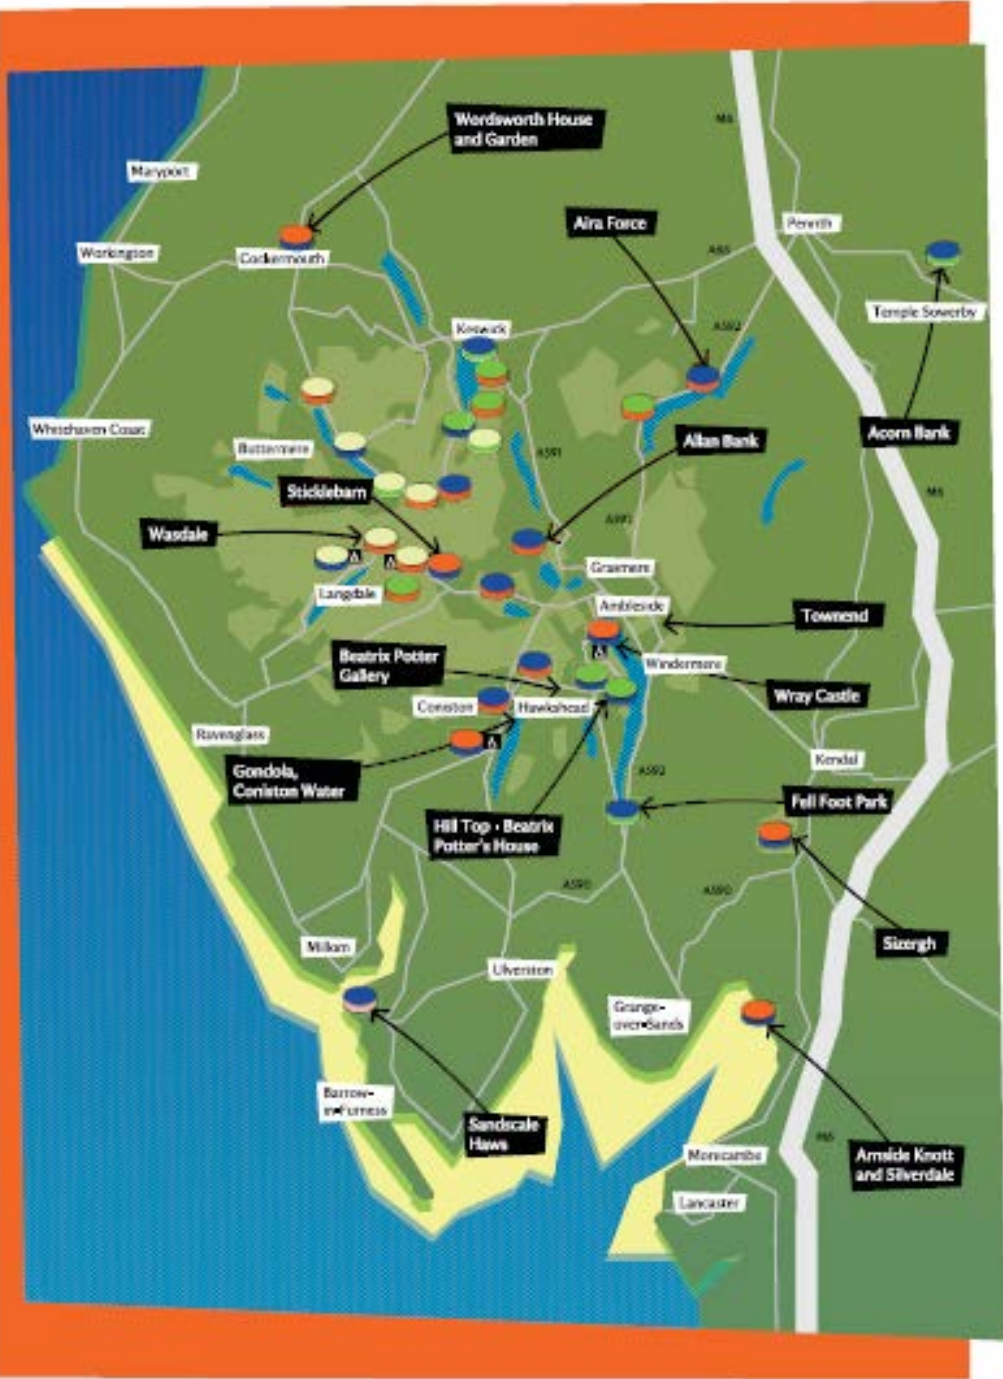 Wordsworth House
and Garden
M6
Maryport
Aira Force
Penrith
Workington
Cockermouth
A66
Temple Sowerby
Keswick
A592
Whitehaven Coast
Acorn Bank
Allan Bank
Buttermere
A591
Sticklebarn
M6
Wasdale
A592
Grasmere
Langdale
Ambleside
Townend
Beatrix Potter
Gallery
Windermere
Wray Castle
Coniston
Hawkshead
Ravenglass
Kendal
Gondola,
Coniston Water
A592
Fell Foot Park
Hill Top • Beatrix
Potter's House
A590
A590
Sizergh
Millom
Ulverston
Grange-
over-Sands
Barrow-
in-Furness
Sandscale
Haws
M6
Morecambe
Arnside Knott
and Silverdale
Lancaster